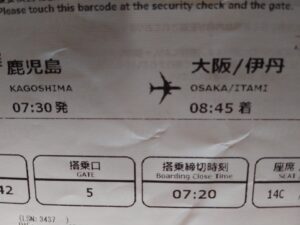 Please touch this barcode at the security check and the gate.
鹿児島 大阪/伊丹
KAGOSHIMA OSAKA/ITAMI
07:30発 08:45着
搭乗口 搭乗締切時刻 座席
GATE Boarding Close Time SEAT
42 5 07:20 14C
(LSN: 3437 )